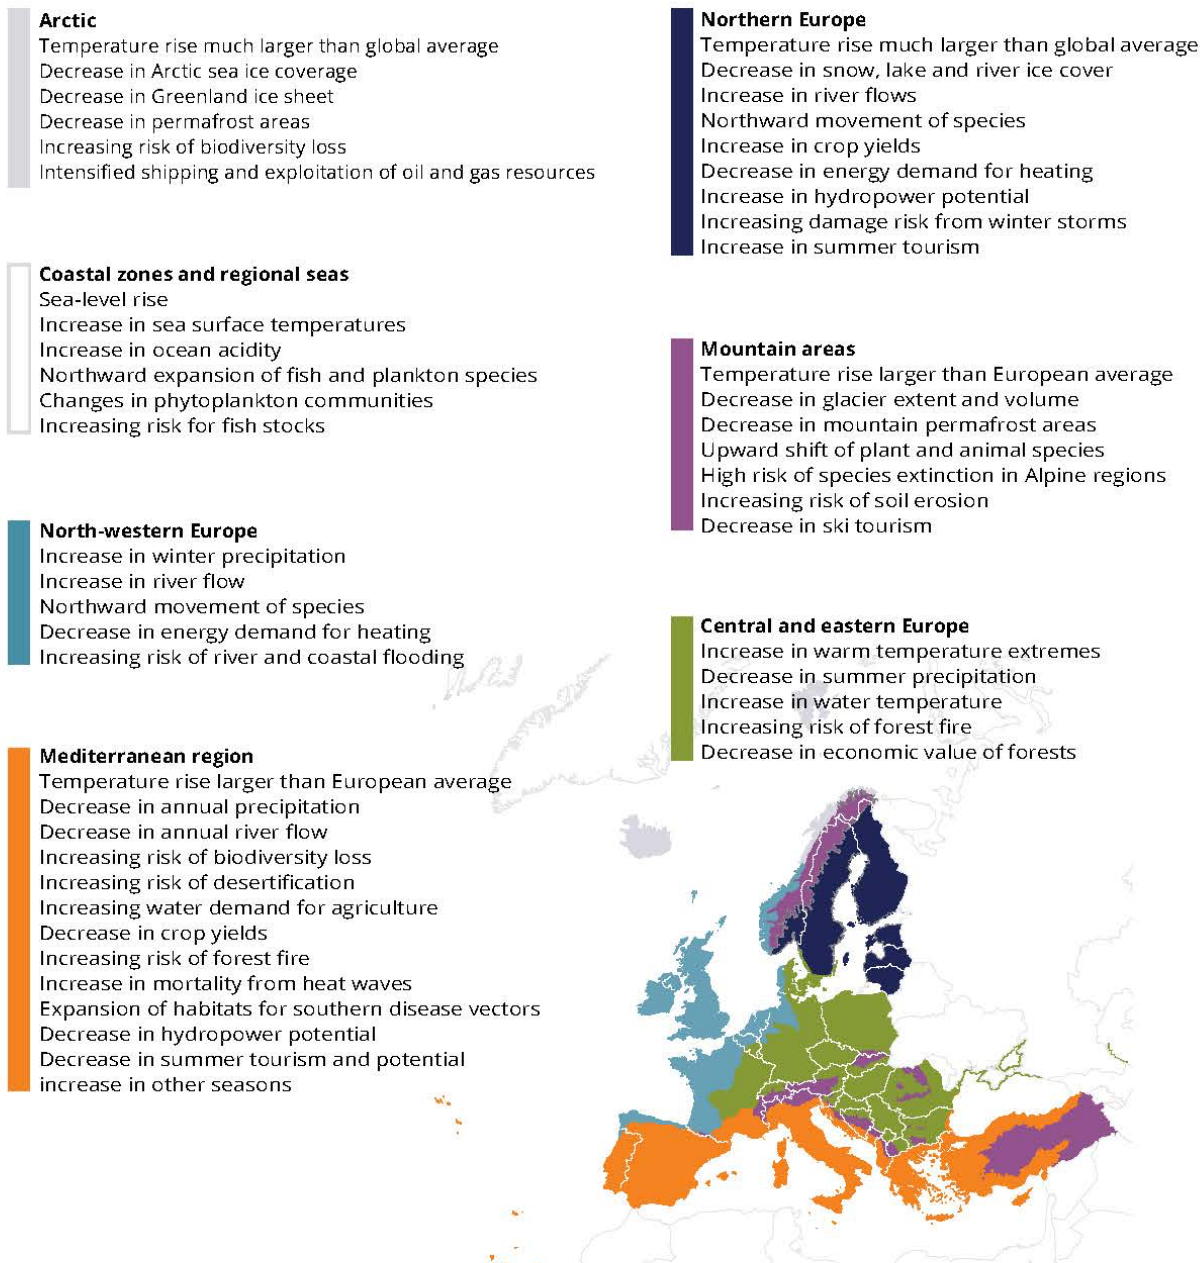 Arctic
Temperature rise much larger than global average
Decrease in Arctic sea ice coverage
Decrease in Greenland ice sheet
Decrease in permafrost areas
Increasing risk of biodiversity loss
Intensified shipping and exploitation of oil and gas resources
Coastal zones and regional seas
Sea-level rise
Increase in sea surface temperatures
Increase in ocean acidity
Northward expansion of fish and plankton species
Changes in phytoplankton communities
Increasing risk for fish stocks
North-western Europe
Increase in winter precipitation
Increase in river flow
Northward movement of species
Decrease in energy demand for heating
Increasing risk of river and coastal flooding
Mediterranean region
Temperature rise larger than European average
Decrease in annual precipitation
Decrease in annual river flow
Increasing risk of biodiversity loss
Increasing risk of desertification
Increasing water demand for agriculture
Decrease in crop yields
Increasing risk of forest fire
Increase in mortality from heat waves
Expansion of habitats for southern disease vectors
Decrease in hydropower potential
Decrease in summer tourism and potential
increase in other seasons
Northern Europe
Temperature rise much larger than global average
Decrease in snow, lake and river ice cover
Increase in river flows
Northward movement of species
Increase in crop yields
Decrease in energy demand for heating
Increase in hydropower potential
Increasing damage risk from winter storms
Increase in summer tourism
Mountain areas
Temperature rise larger than European average
Decrease in glacier extent and volume
Decrease in mountain permafrost areas
Upward shift of plant and animal species
High risk of species extinction in Alpine regions
Increasing risk of soil erosion
Decrease in ski tourism
Central and eastern Europe
Increase in warm temperature extremes
Decrease in summer precipitation
Increase in water temperature
Increasing risk of forest fire
Decrease in economic value of forests